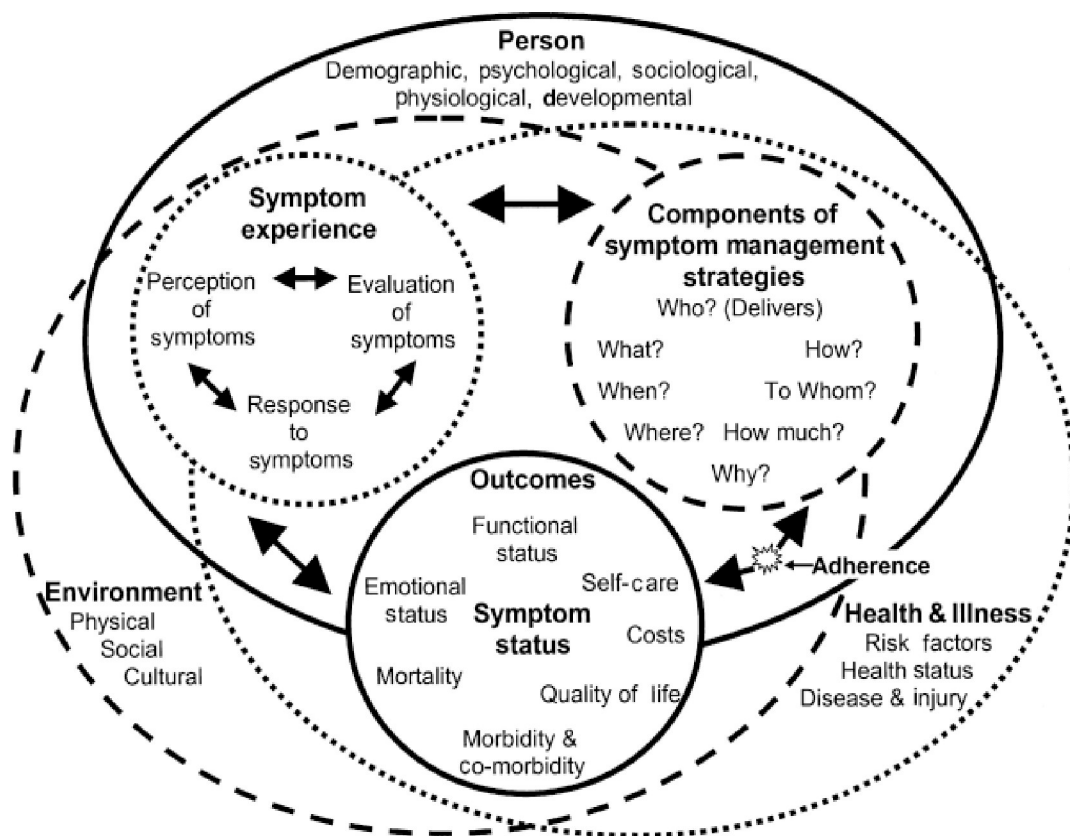 Person
Demographic, psychological, sociological,
physiological, developmental
Symptom
experience
Perception
of
symptoms
Evaluation
of
symptoms
Response
to
symptoms
Components of
symptom management
strategies
Who? (Delivers)
What?
How?
When?
To Whom?
Where?
How much?
Why?
Outcomes
Functional
status
Emotional
status
Self-care
Symptom
status
Costs
Mortality
Quality of life
Morbidity &
co-morbidity
Adherence
Environment
Physical
Social
Cultural
Health & Illness
Risk factors
Health status
Disease & injury